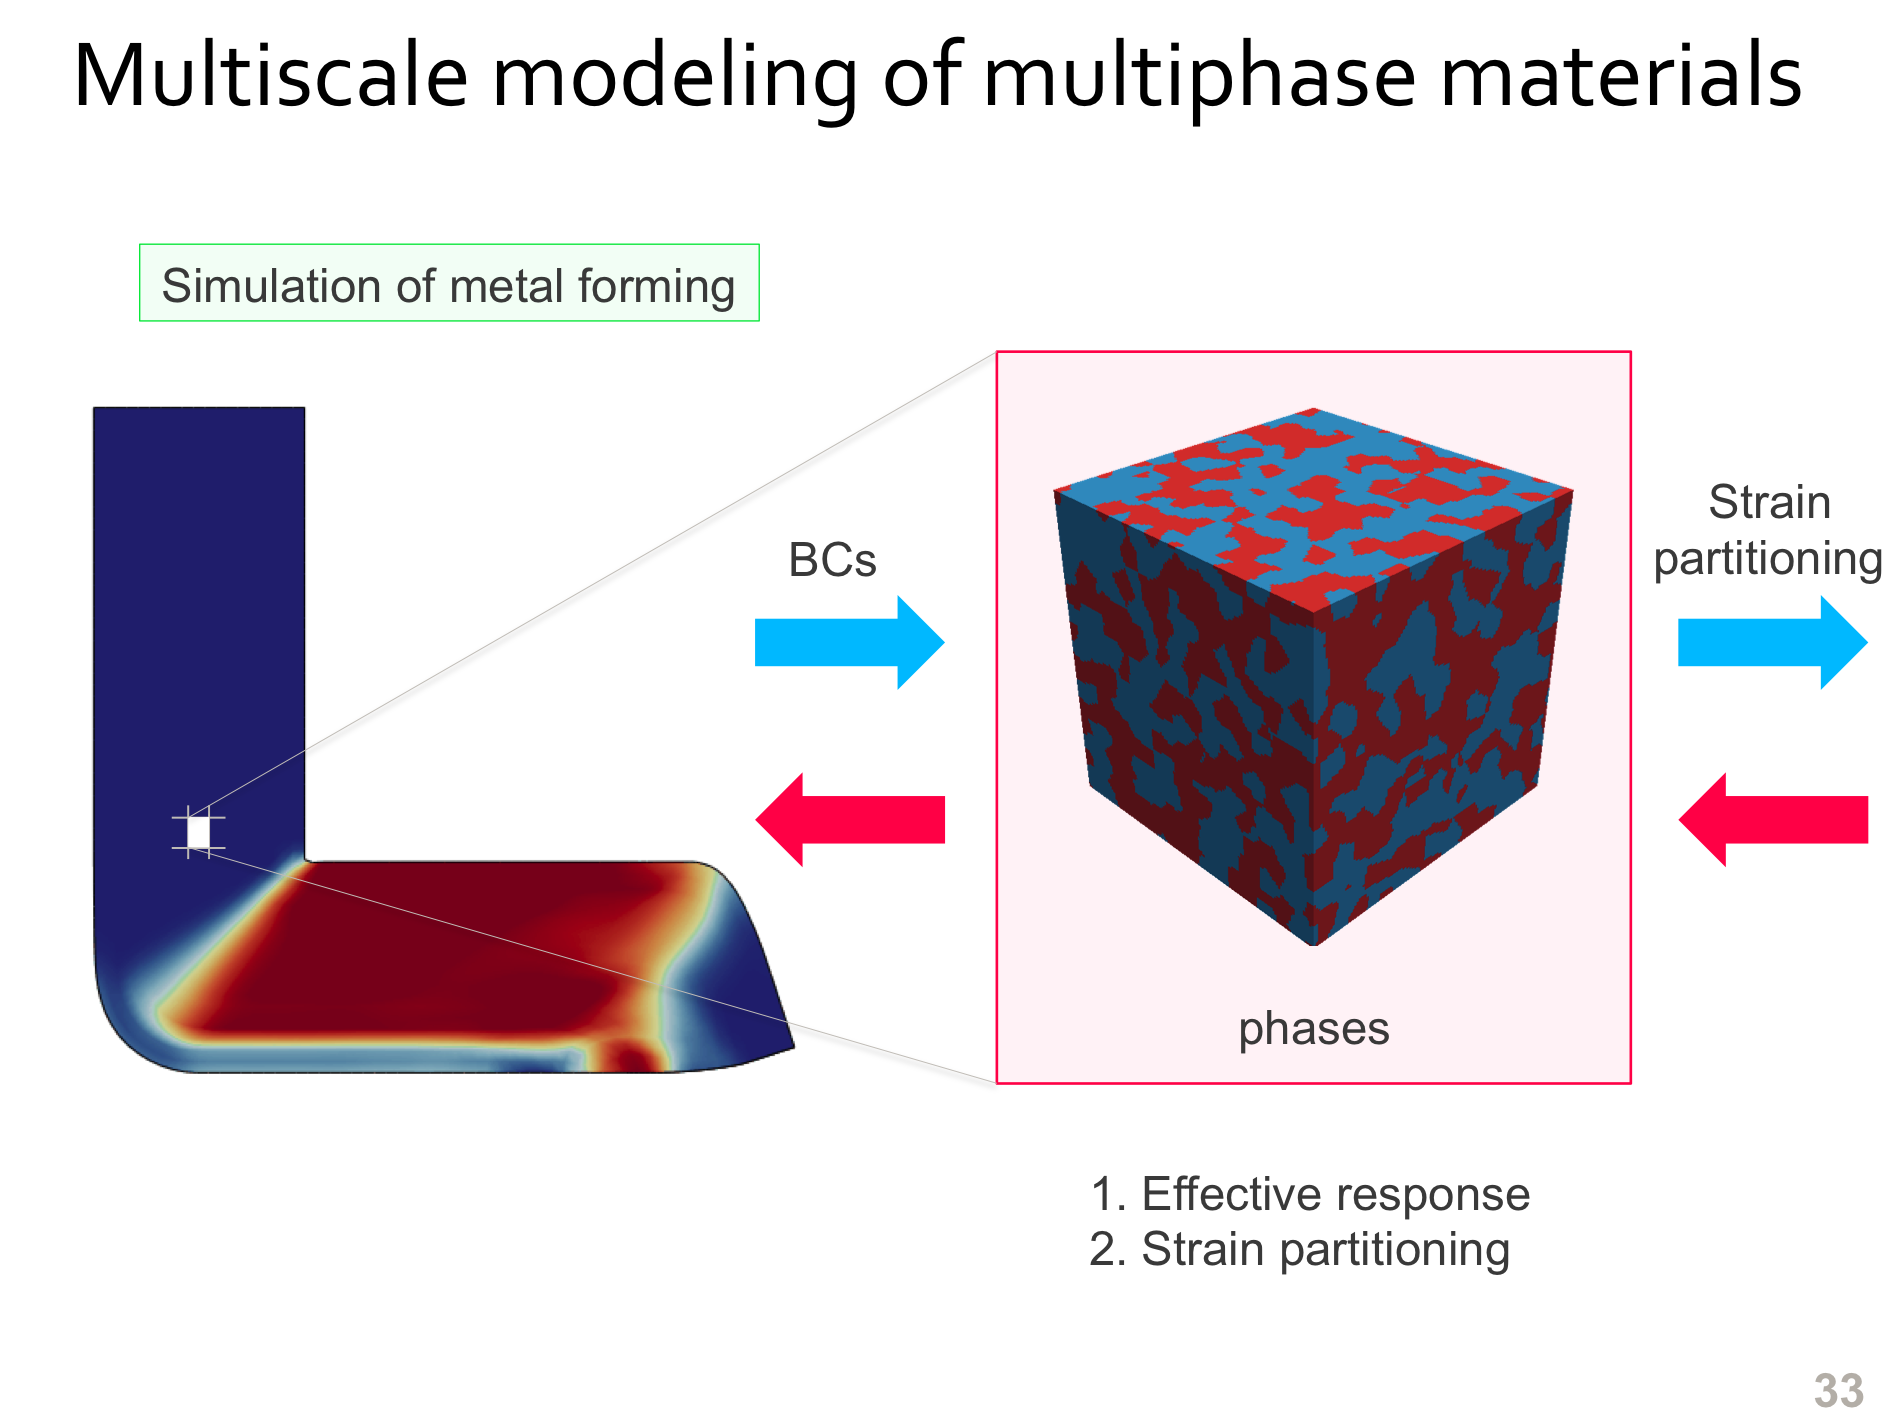 Multiscale modeling of multiphase materials
Simulation of metal forming
BCs
Strain
partitioning
phases
1. Effective response
2. Strain partitioning
33